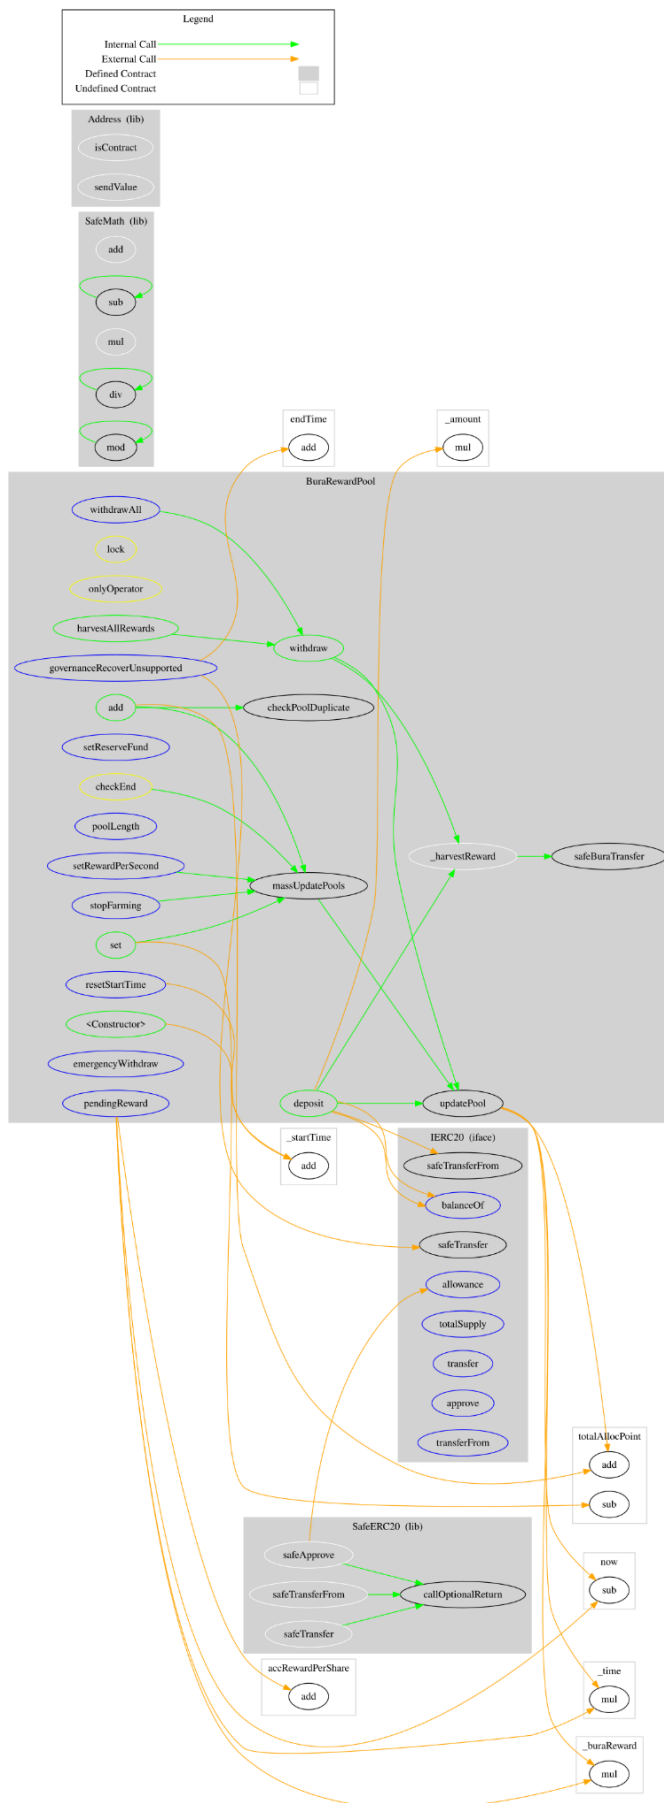 Legend
Internal Call
External Call
Defined Contract
Undefined Contract
Address (lib)
isContract
sendValue
SafeMath (lib)
add
sub
mul
div
mod
endTime
add
_amount
mul
BuraRewardPool
withdrawAll
lock
onlyOperator
harvestAllRewards
withdraw
governanceRecoverUnsupported
add
checkPoolDuplicate
setReserveFund
checkEnd
poolLength
_harvestReward
safeBuraTransfer
setRewardPerSecond
massUpdatePools
stopFarming
set
resetStartTime
<Constructor>
emergencyWithdraw
pendingReward
deposit
updatePool
_startTime
add
IERC20 (iface)
safeTransferFrom
balanceOf
safeTransfer
allowance
totalSupply
transfer
approve
transferFrom
totalAllocPoint
add
sub
SafeERC20 (lib)
safeApprove
safeTransferFrom
callOptionalReturn
safeTransfer
now
sub
accRewardPerShare
add
_time
mul
_buraReward
mul